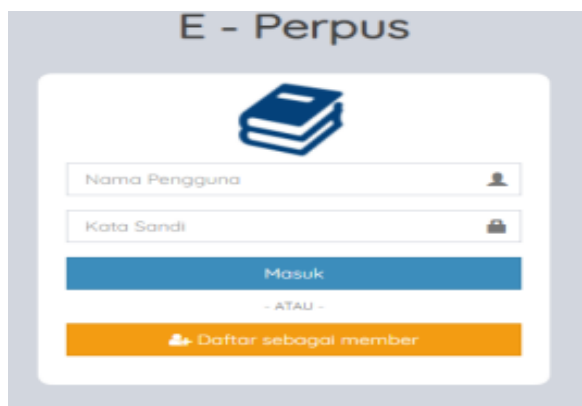 E - Perpus
Nama Pengguna
Kata Sandi
Masuk
- ATAU -
Daftar sebagai member